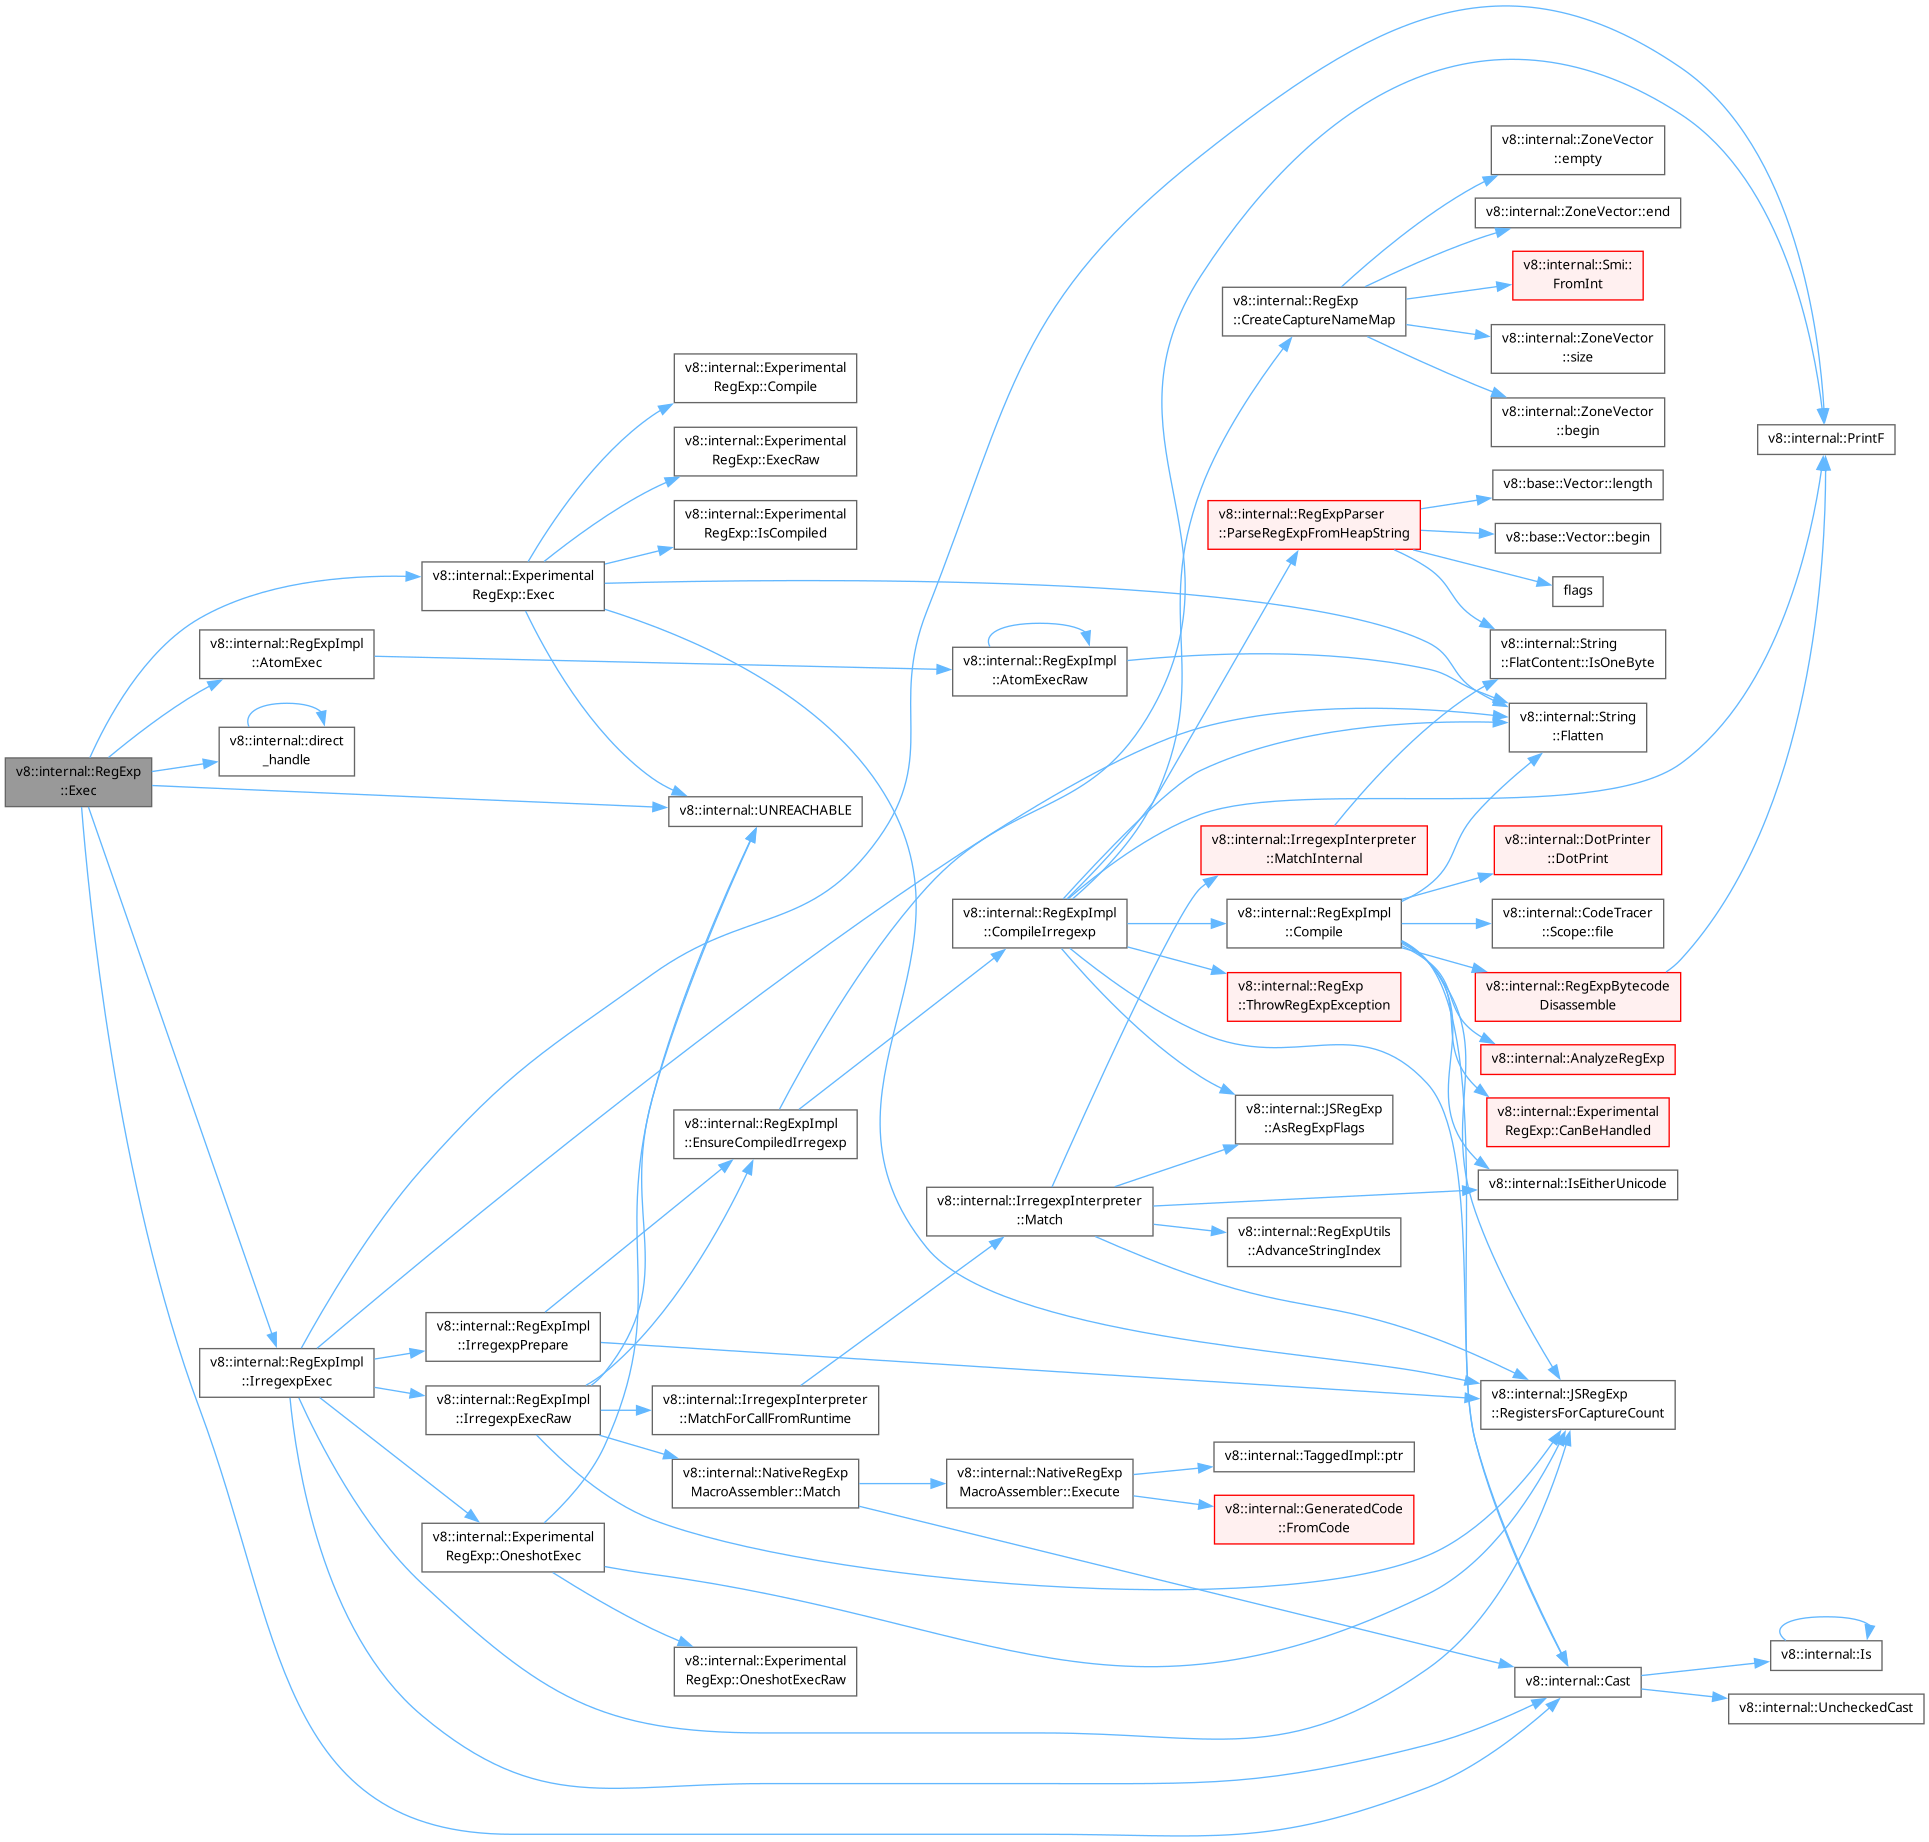 v8::internal::RegExp
::Exec
v8::internal::Experimental
RegExp::Exec
v8::internal::RegExpImpl
::AtomExec
v8::internal::direct
_handle
v8::internal::UNREACHABLE
v8::internal::RegExpImpl
::IrregexpExec
v8::internal::Experimental
RegExp::Compile
v8::internal::Experimental
RegExp::ExecRaw
v8::internal::Experimental
RegExp::IsCompiled
v8::internal::RegExpImpl
::EnsureCompiledIrregexp
v8::internal::RegExpImpl
::IrregexpPrepare
v8::internal::RegExpImpl
::IrregexpExecRaw
v8::internal::IrregexpInterpreter
::MatchForCallFromRuntime
v8::internal::NativeRegExp
MacroAssembler::Match
v8::internal::Experimental
RegExp::OneshotExec
v8::internal::Experimental
RegExp::OneshotExecRaw
v8::internal::RegExpImpl
::AtomExecRaw
v8::internal::RegExpImpl
::CompileIrregexp
v8::internal::IrregexpInterpreter
::Match
v8::internal::NativeRegExp
MacroAssembler::Execute
v8::internal::RegExp
::CreateCaptureNameMap
v8::internal::RegExpParser
::ParseRegExpFromHeapString
v8::internal::IrregexpInterpreter
::MatchInternal
v8::internal::RegExpImpl
::Compile
v8::internal::RegExp
::ThrowRegExpException
v8::internal::JSRegExp
::AsRegExpFlags
v8::internal::RegExpUtils
::AdvanceStringIndex
v8::internal::TaggedImpl::ptr
v8::internal::GeneratedCode
::FromCode
v8::internal::ZoneVector
::empty
v8::internal::ZoneVector::end
v8::internal::Smi::
FromInt
v8::internal::ZoneVector
::size
v8::internal::ZoneVector
::begin
v8::base::Vector::length
v8::base::Vector::begin
flags
v8::internal::String
::FlatContent::IsOneByte
v8::internal::String
::Flatten
v8::internal::DotPrinter
::DotPrint
v8::internal::CodeTracer
::Scope::file
v8::internal::RegExpBytecode
Disassemble
v8::internal::AnalyzeRegExp
v8::internal::Experimental
RegExp::CanBeHandled
v8::internal::IsEitherUnicode
v8::internal::JSRegExp
::RegistersForCaptureCount
v8::internal::Cast
v8::internal::PrintF
v8::internal::Is
v8::internal::UncheckedCast